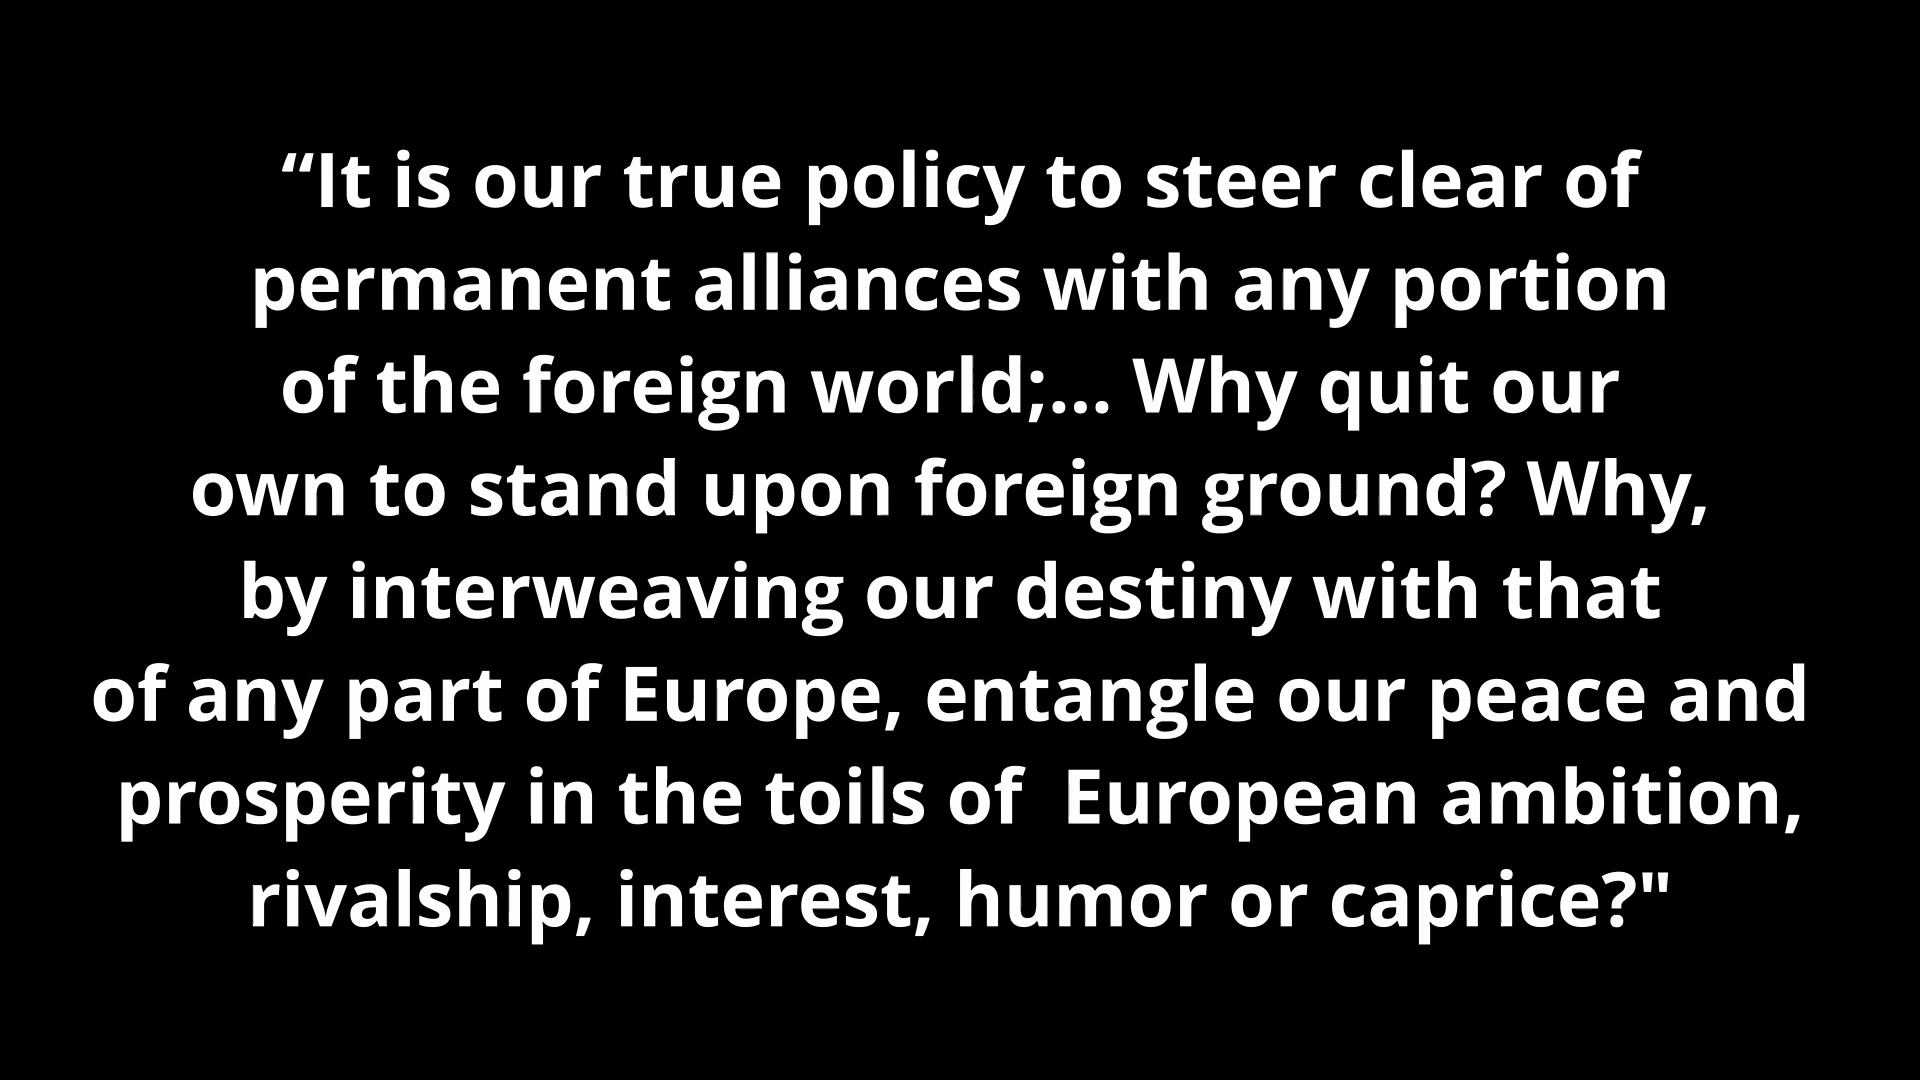 “It is our true policy to steer clear of
permanent alliances with any portion
of the foreign world;... Why quit our
own to stand upon foreign ground? Why,
by interweaving our destiny with that
of any part of Europe, entangle our peace and
prosperity in the toils of  European ambition,
rivalship, interest, humor or caprice?"